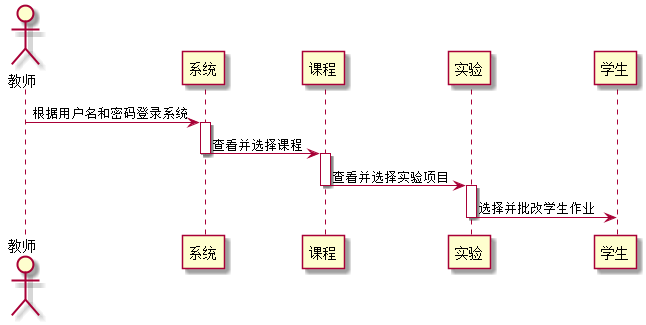 教师
系统
课程
实验
学生
根据用户名和密码登录系统
查看并选择课程
查看并选择实验项目
选择并批改学生作业
教师
系统
课程
实验
学生